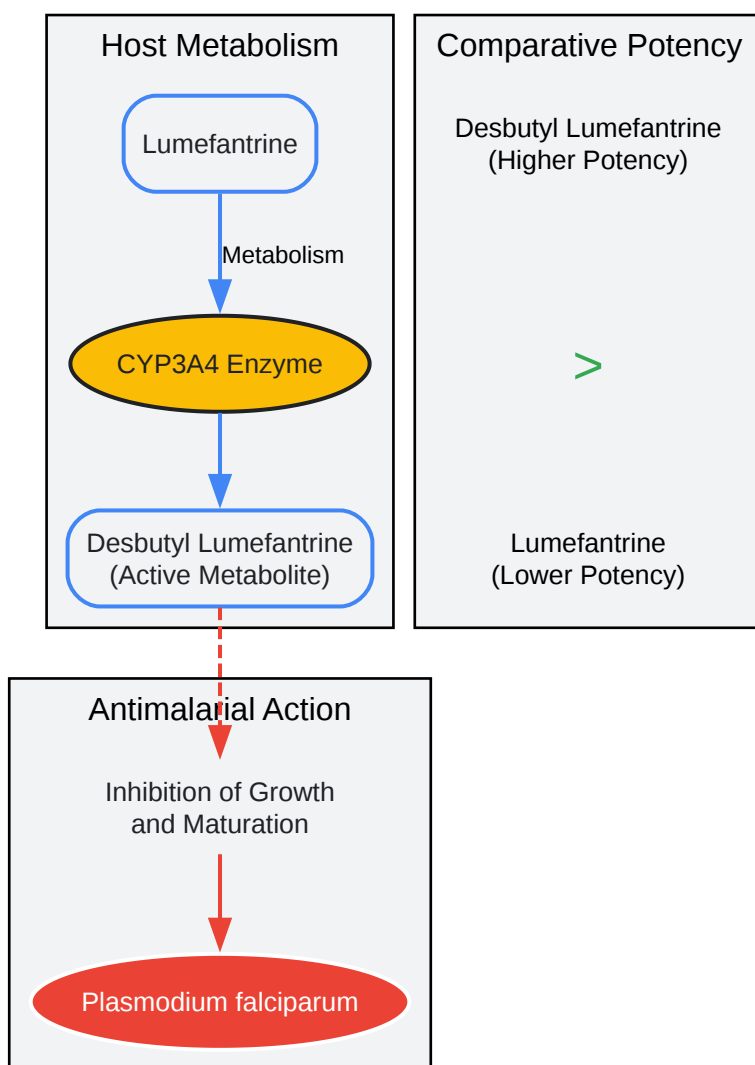 Host Metabolism
Lumefantrine
Metabolism
CYP3A4 Enzyme
Desbutyl Lumefantrine
(Active Metabolite)
Comparative Potency
Desbutyl Lumefantrine
(Higher Potency)
>
Lumefantrine
(Lower Potency)
Antimalarial Action
Inhibition of Growth
and Maturation
Plasmodium falciparum